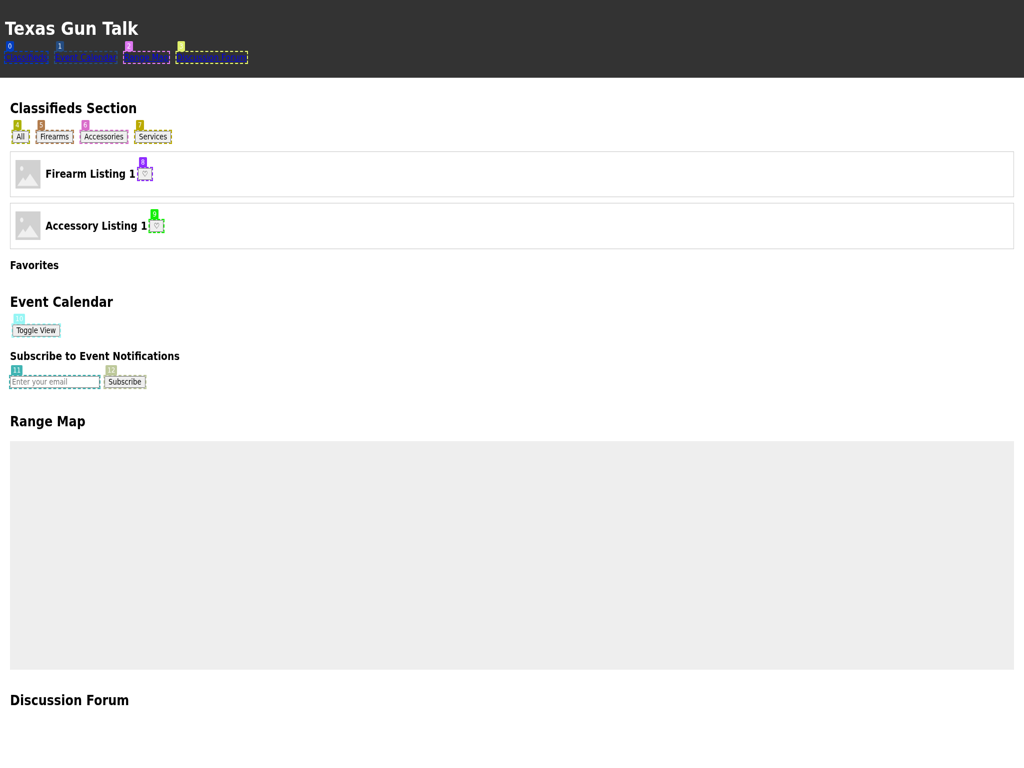 Texas Gun Talk
0 1 2 3
Classifieds Event Calendar Range Map Discussion Forum
Classifieds Section
4 5 6 7
All Firearms Accessories Services
8
Firearm Listing 1 ♡
9
Accessory Listing 1 ♡
Favorites
Event Calendar
10
Toggle View
Subscribe to Event Notifications
11 12
Enter your email Subscribe
Range Map
Discussion Forum